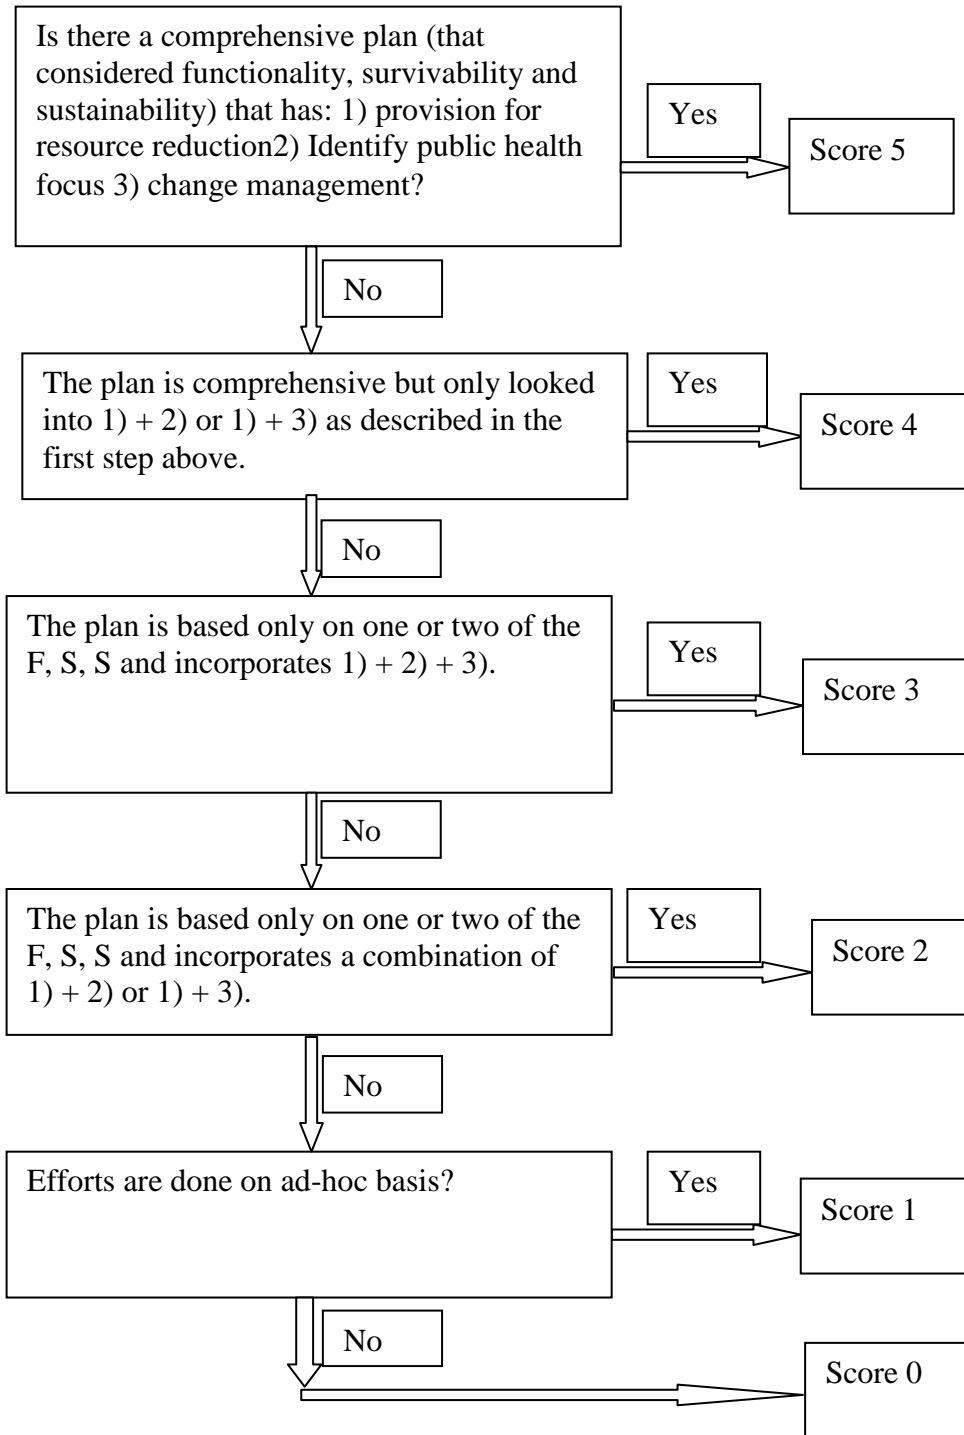 Is there a comprehensive plan (that
considered functionality, survivability and
sustainability) that has: 1) provision for
resource reduction2) Identify public health
focus 3) change management?
Yes
Score 5
No
The plan is comprehensive but only looked
into 1) + 2) or 1) + 3) as described in the
first step above.
Yes
Score 4
No
The plan is based only on one or two of the
F, S, S and incorporates 1) + 2) + 3).
Yes
Score 3
No
The plan is based only on one or two of the
F, S, S and incorporates a combination of
1) + 2) or 1) + 3).
Yes
Score 2
No
Efforts are done on ad-hoc basis?
Yes
Score 1
No
Score 0